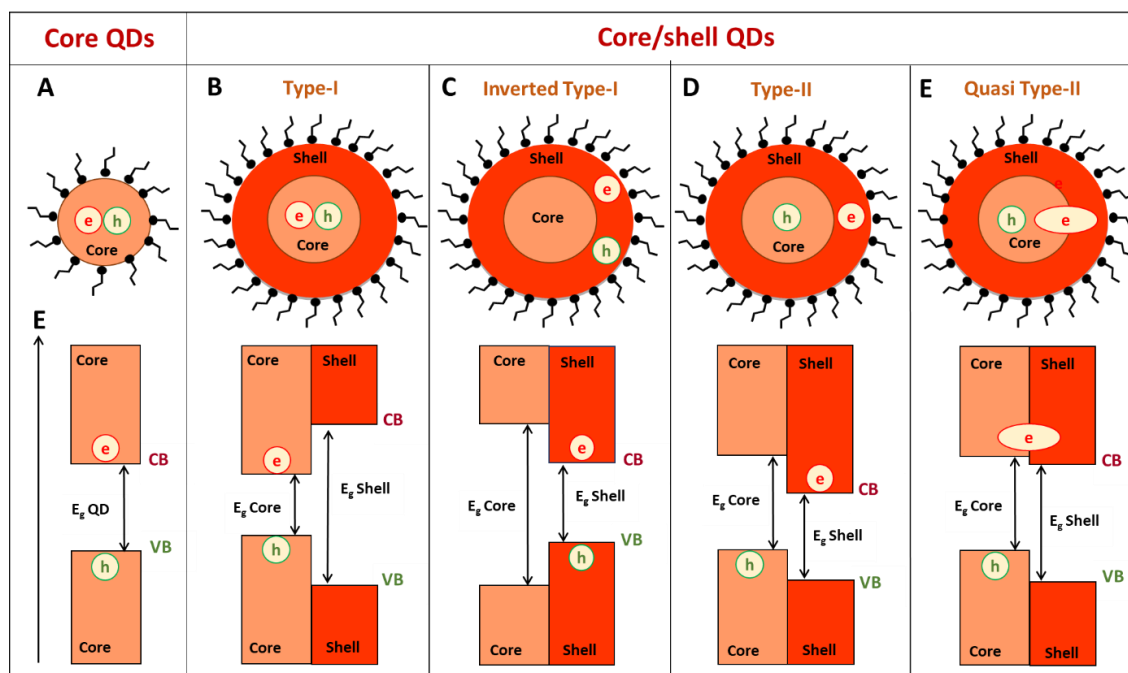 Core QDs
Core/shell QDs
A
B
Type-I
C
Inverted Type-I
D
Type-II
E
Quasi Type-II
e
h
Core
Shell
e
h
Core
Shell
e
Core
h
Shell
h
e
Core
Shell
e
h
e
Core
E
Core
e
CB
Eg QD
VB
h
Core
Core
Shell
e
CB
Eg Core
Eg Shell
h
VB
Core
Shell
Core
Shell
e
CB
Eg Core
Eg Shell
VB
h
Core
Shell
Core
Shell
e
CB
Eg Core
Eg Shell
h
VB
Core
Shell
Core
Shell
e
CB
Eg Core
Eg Shell
h
VB
Core
Shell